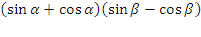 (sin α + cos α)(sin β − cos β)